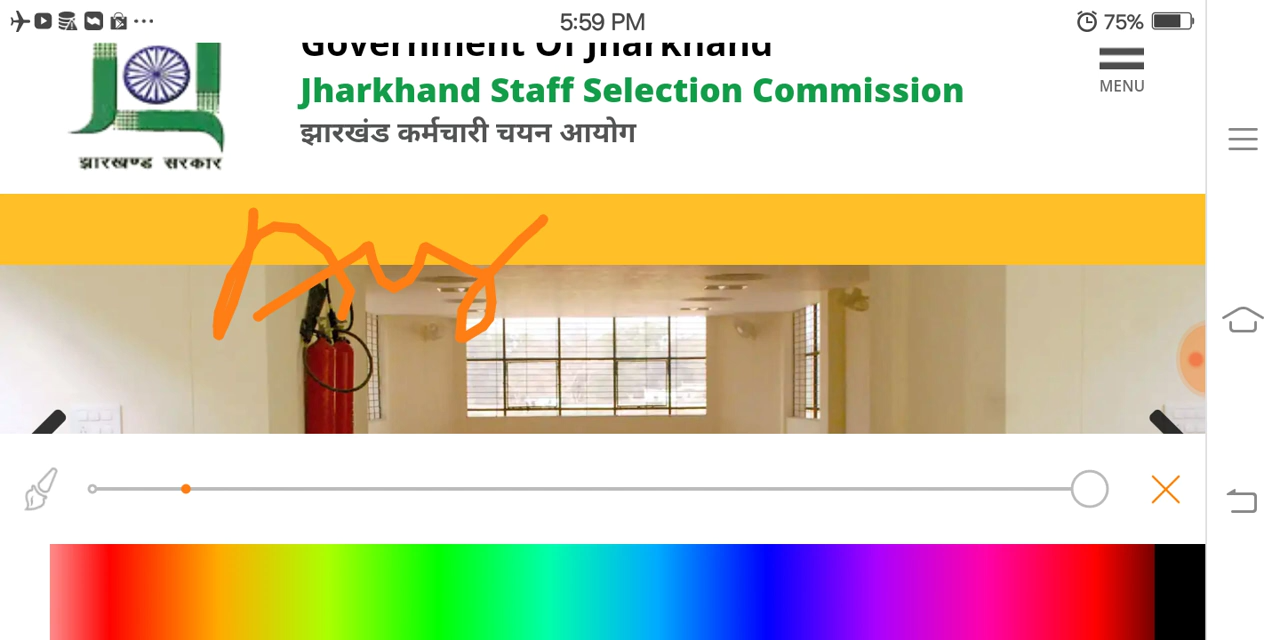 5:59 PM
75%
Government Of Jharkhand
Jharkhand Staff Selection Commission
झारखंड कर्मचारी चयन आयोग
MENU
झारखण्ड सरकार